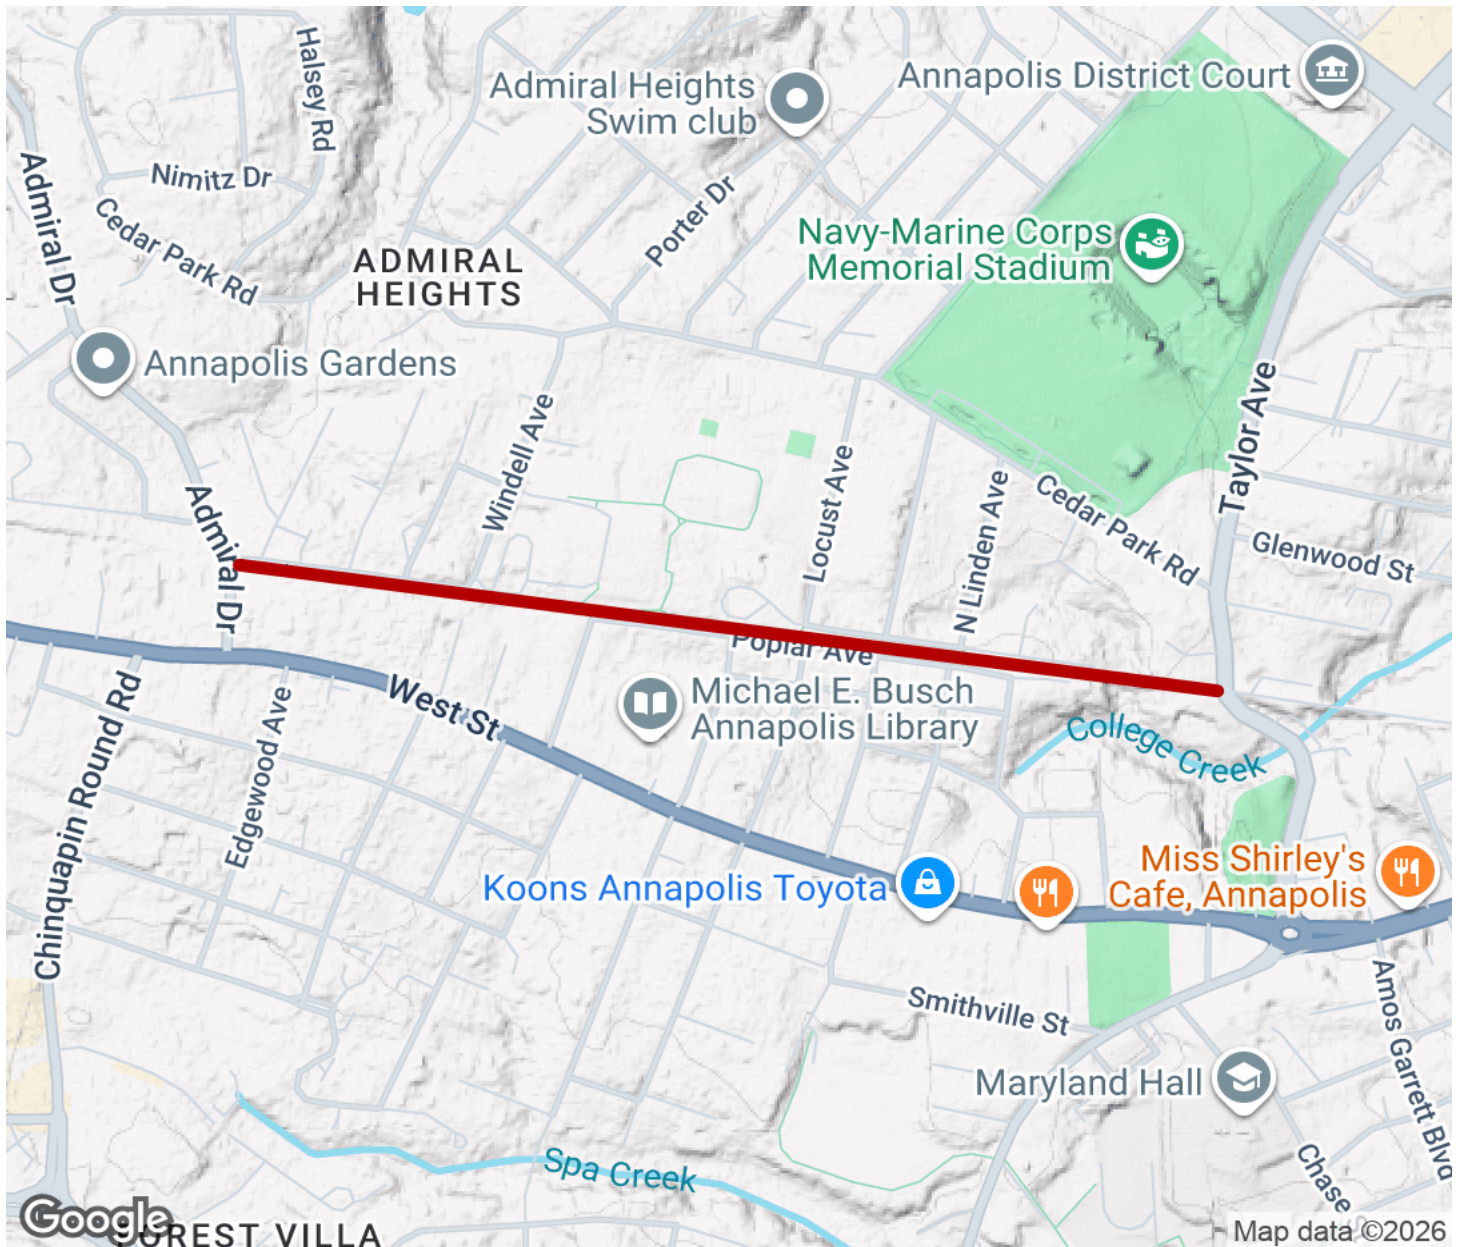 Halsey Rd
Admiral Heights
Swim club
Annapolis District Court
Admiral Dr
Nimitz Dr
Cedar Park Rd
Porter Dr
Navy-Marine Corps
Memorial Stadium
ADMIRAL
HEIGHTS
Annapolis Gardens
Taylor Ave
Windell Ave
Locust Ave
N Linden Ave
Cedar Park Rd
Glenwood St
Admiral Dr
Poplar Ave
Chinquapin Round Rd
Edgewood Ave
West St
Michael E. Busch
Annapolis Library
College Creek
Koons Annapolis Toyota
Miss Shirley's
Cafe, Annapolis
Smithville St
Amos Garrett Blvd
Maryland Hall
Chase
Spa Creek
Google
FOREST VILLA
Map data ©2026